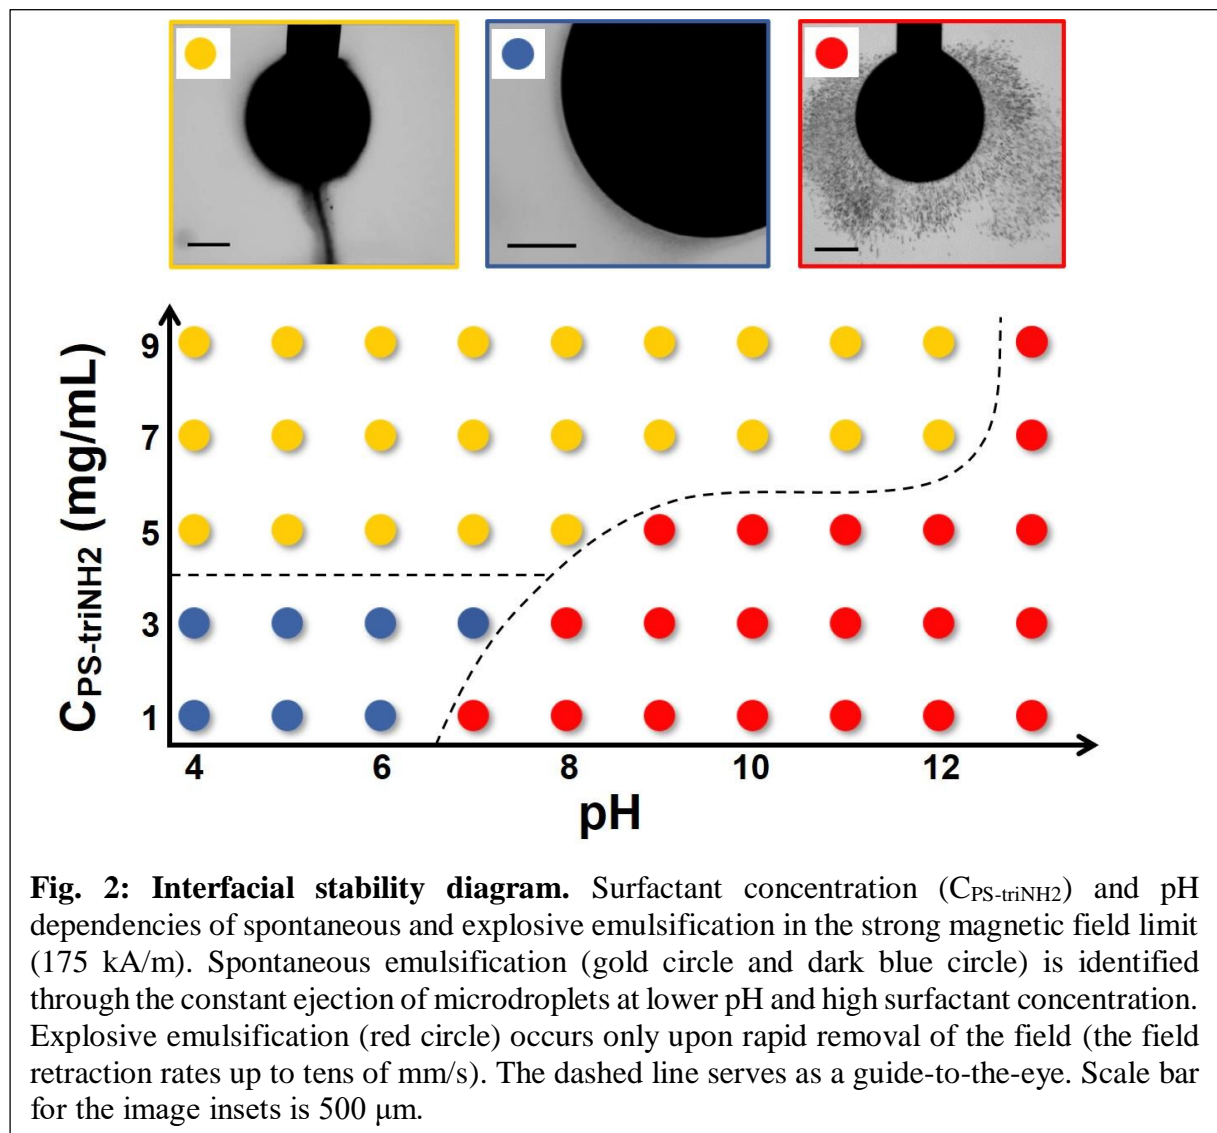 9
7
5
3
1
C_PS-triNH2 (mg/mL)
4 6 8 10 12
pH
Fig. 2: Interfacial stability diagram. Surfactant concentration (C_PS-triNH2) and pH
dependencies of spontaneous and explosive emulsification in the strong magnetic field limit
(175 kA/m). Spontaneous emulsification (gold circle and dark blue circle) is identified
through the constant ejection of microdroplets at lower pH and high surfactant concentration.
Explosive emulsification (red circle) occurs only upon rapid removal of the field (the field
retraction rates up to tens of mm/s). The dashed line serves as a guide-to-the-eye. Scale bar
for the image insets is 500 μm.